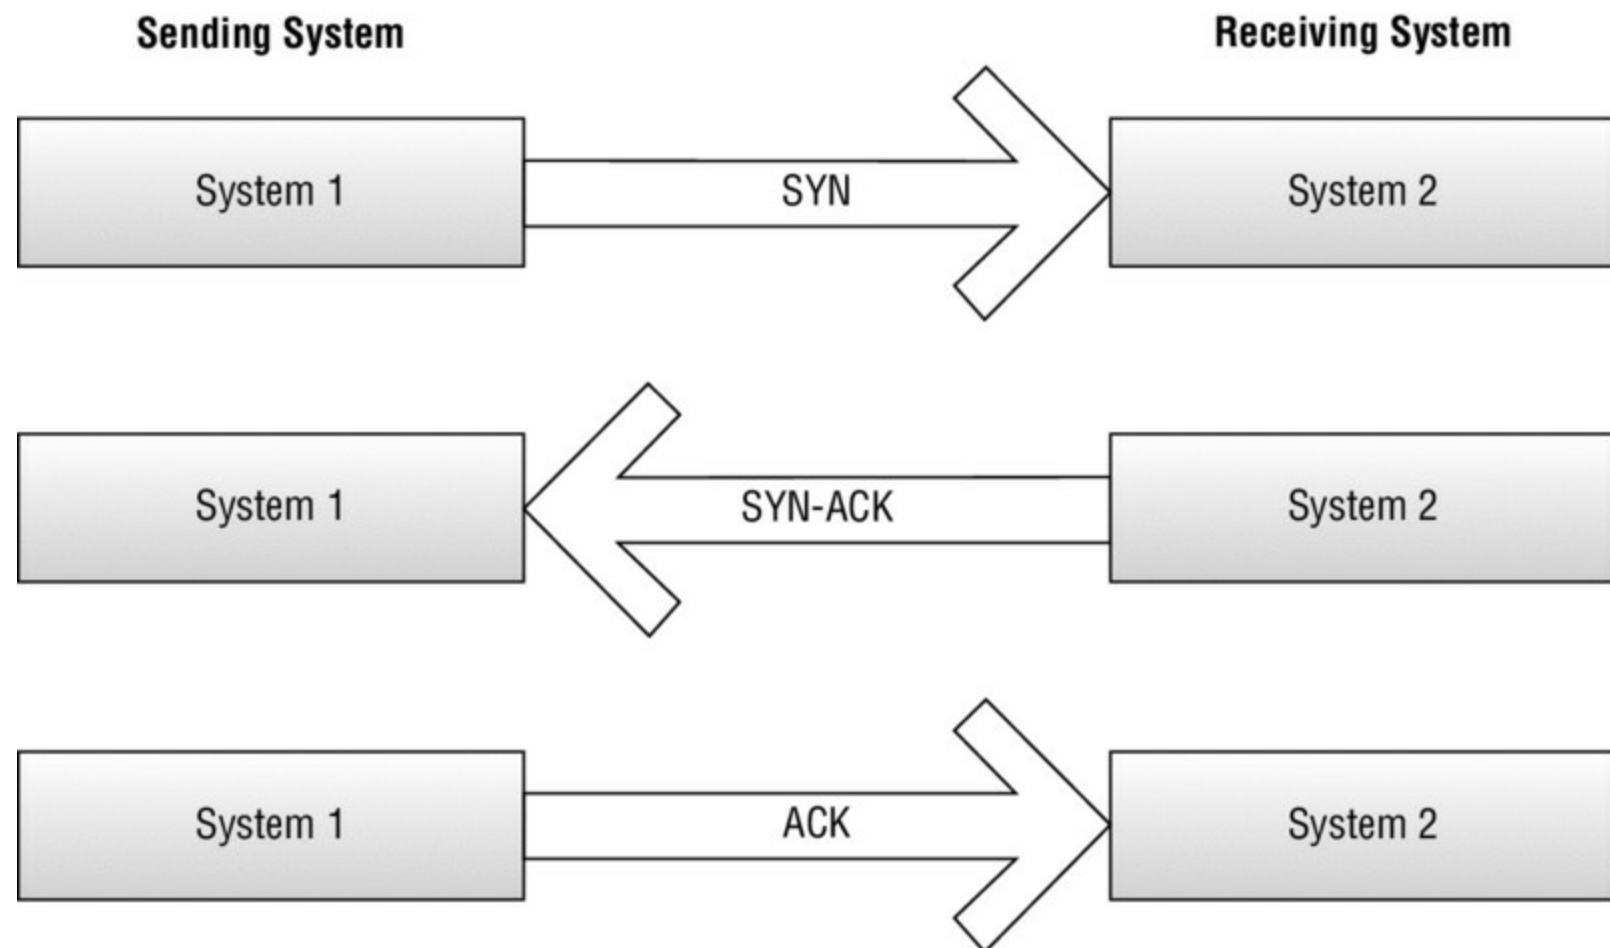 Sending System
Receiving System
System 1
SYN
System 2
System 1
SYN-ACK
System 2
System 1
ACK
System 2